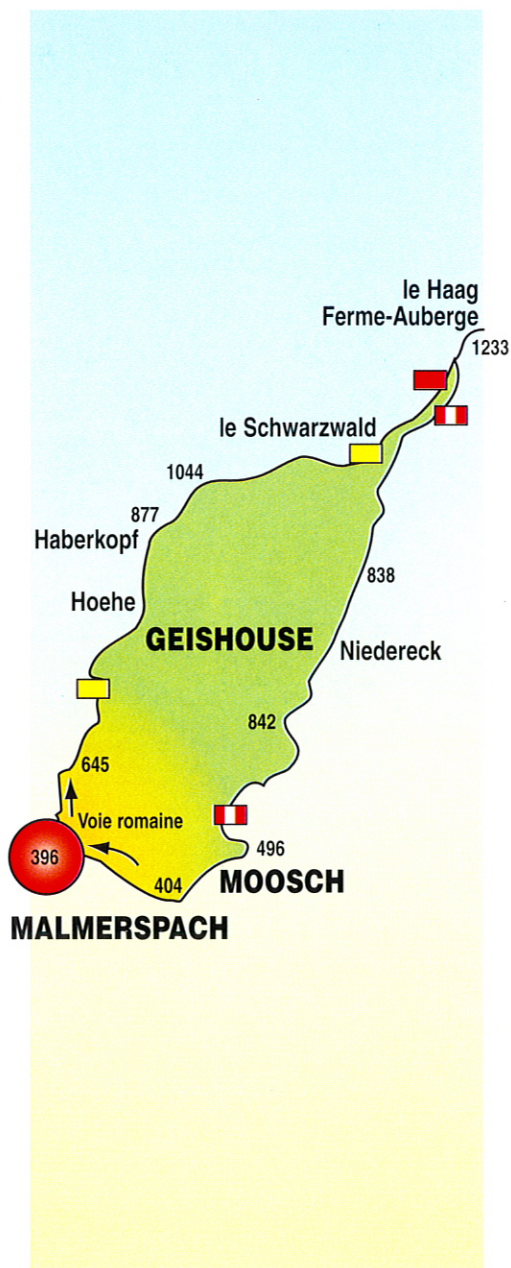 le Haag
Ferme-Auberge
1233
le Schwarzwald
1044
877
Haberkopf
838
Hoehe
GEISHOUSE
Niedereck
842
645
Voie romaine
396
496
404
MOOSCH
MALMERSPACH